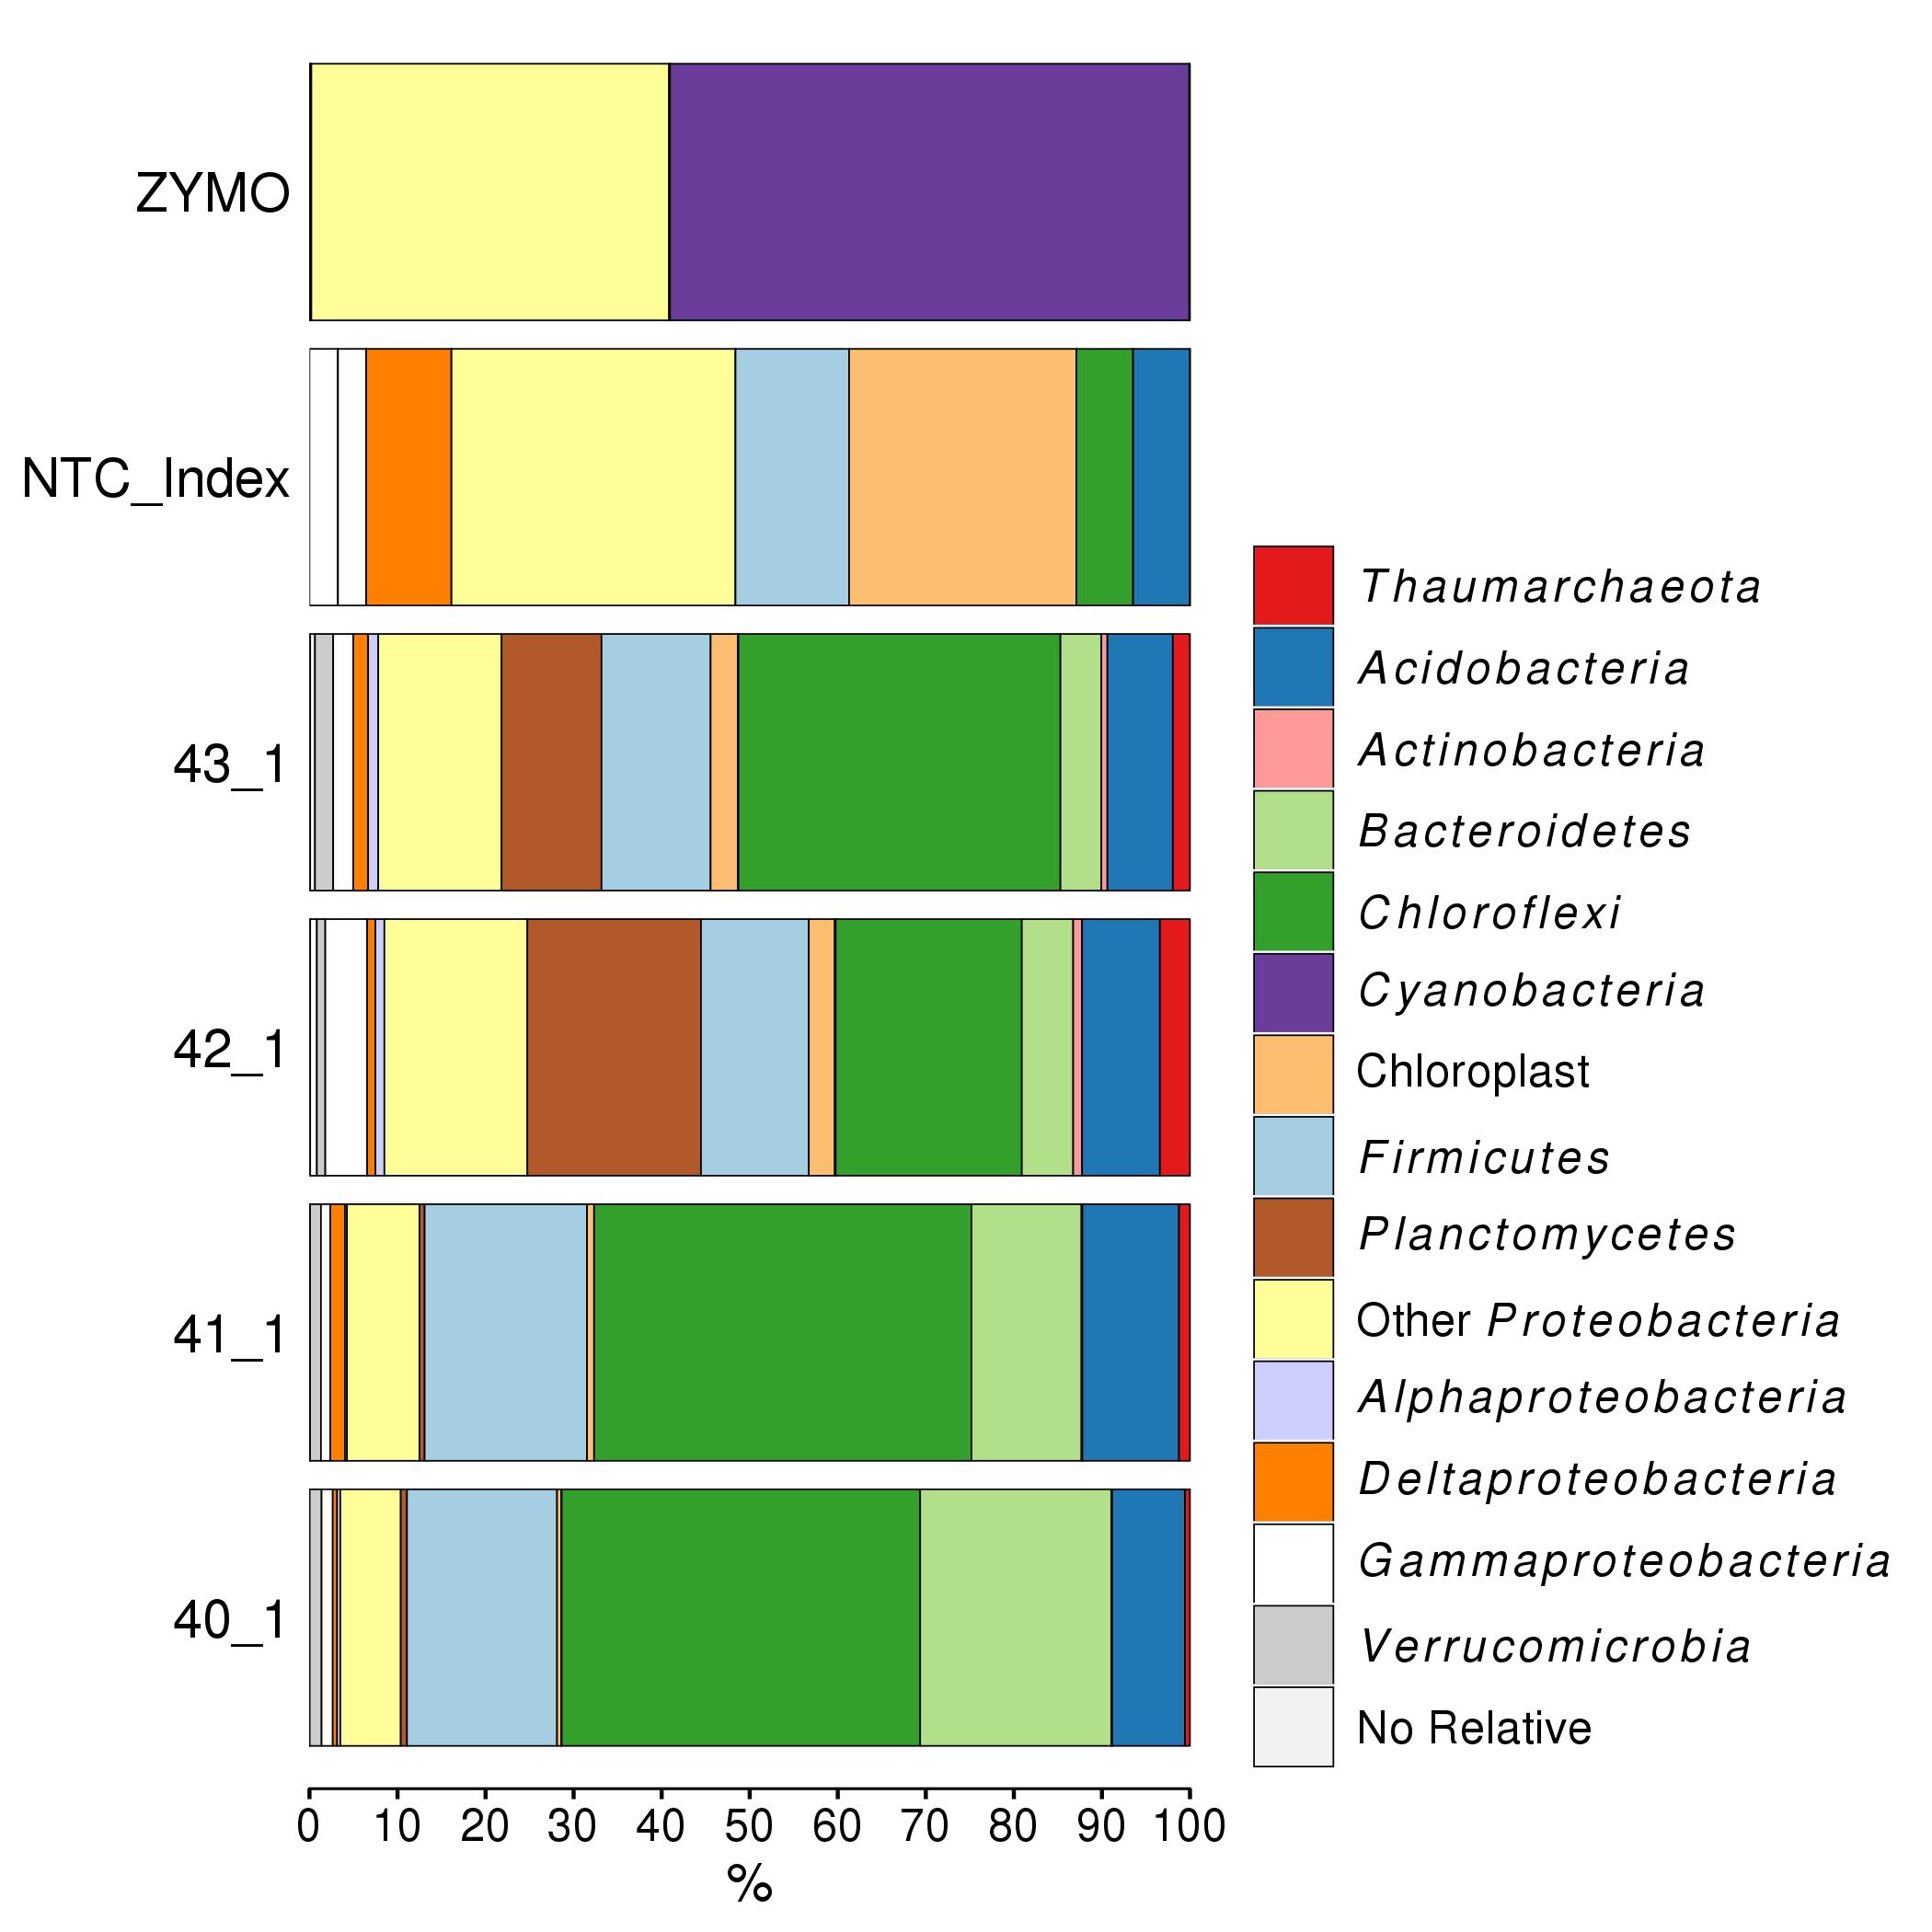 ZYMO
NTC_Index
43_1
42_1
41_1
40_1
0 10 20 30 40 50 60 70 80 90 100
%
Thaumarchaeota
Acidobacteria
Actinobacteria
Bacteroidetes
Chloroflexi
Cyanobacteria
Chloroplast
Firmicutes
Planctomycetes
Other Proteobacteria
Alphaproteobacteria
Deltaproteobacteria
Gammaproteobacteria
Verrucomicrobia
No Relative